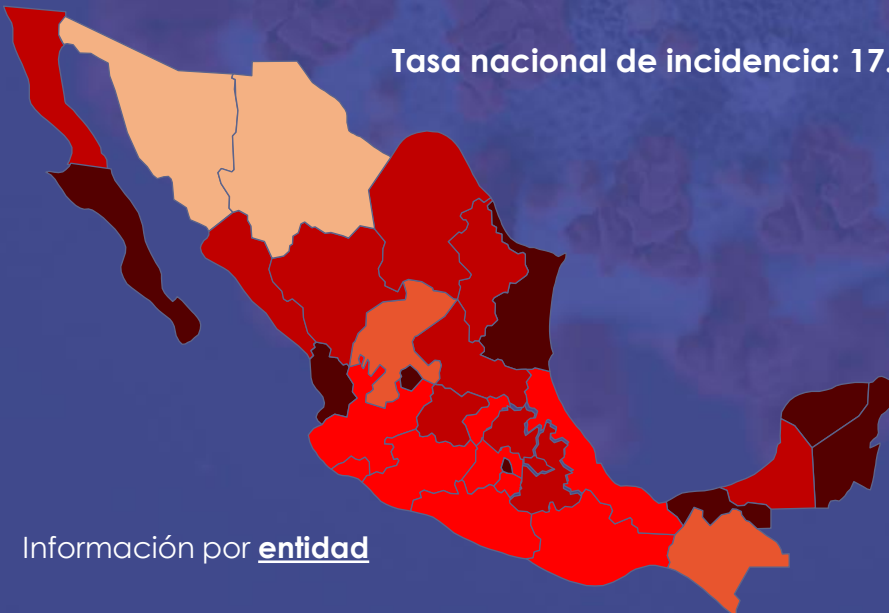 Tasa nacional de incidencia: 17.
Información por entidad